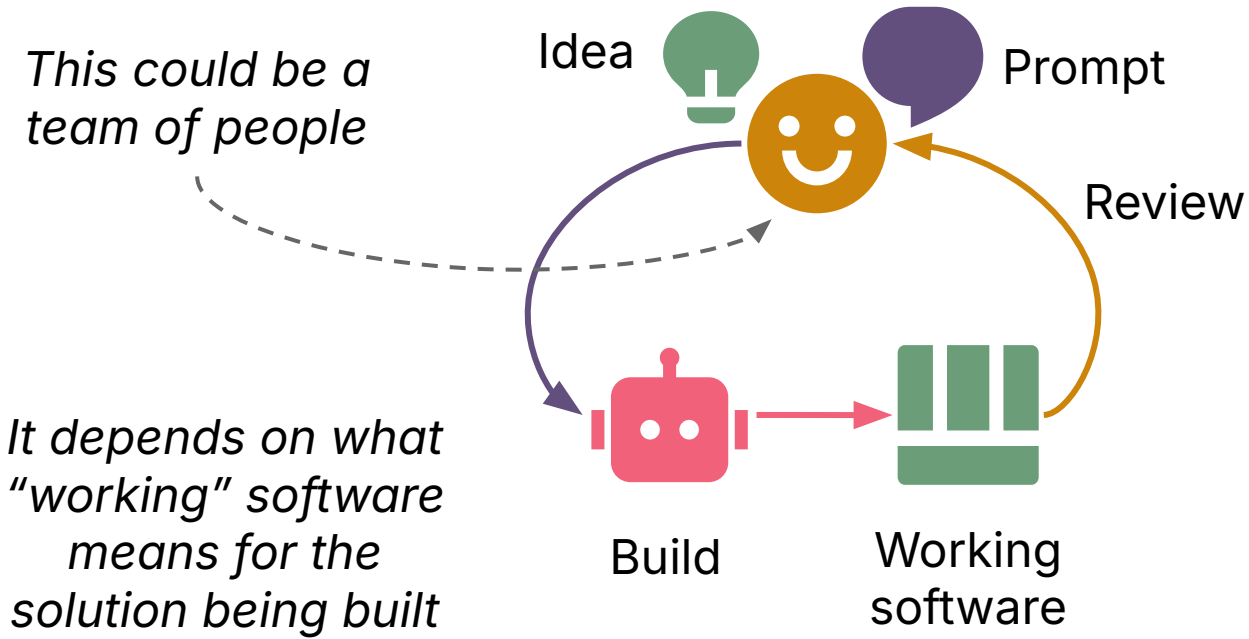 This could be a
team of people
Idea
Prompt
Review
It depends on what
“working” software
means for the
solution being built
Build
Working
software